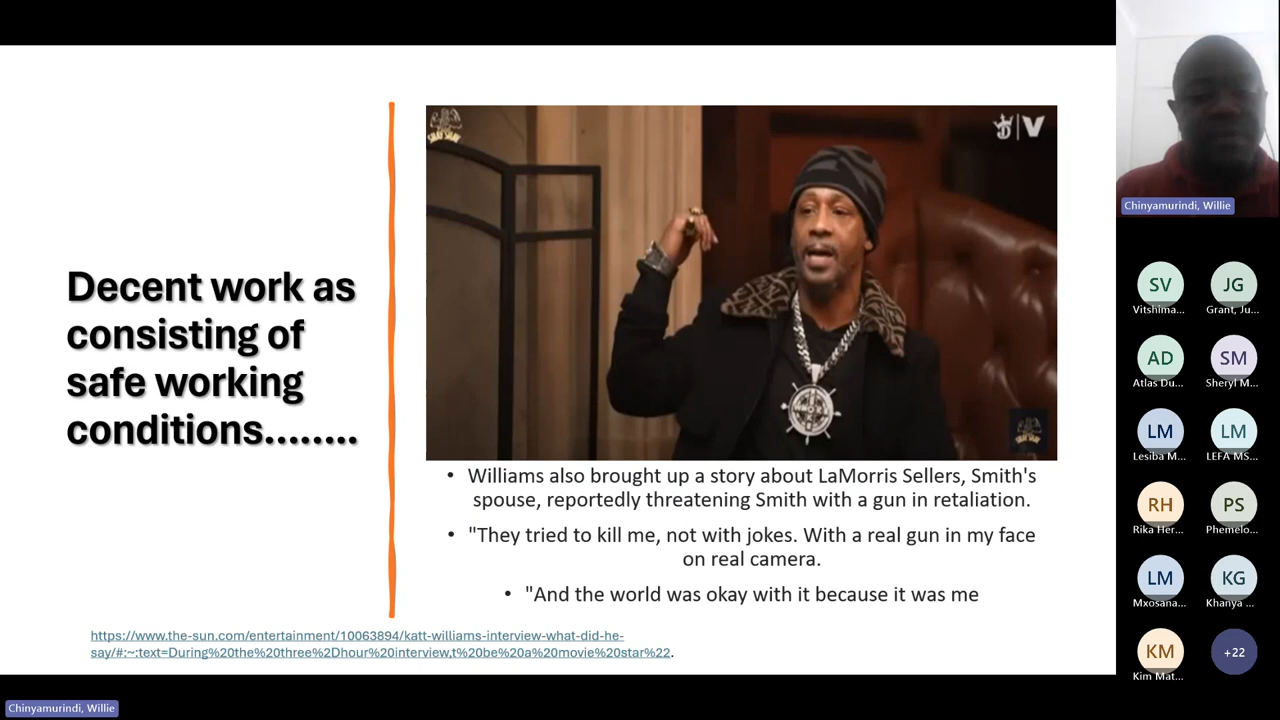 Decent work as
consisting of
safe working
conditions........
• Williams also brought up a story about LaMorris Sellers, Smith's
spouse, reportedly threatening Smith with a gun in retaliation.
• "They tried to kill me, not with jokes. With a real gun in my face
on real camera.
• "And the world was okay with it because it was me
https://www.the-sun.com/entertainment/10063894/katt-williams-interview-what-did-he-
say/#:~:text=During%20the%20three%2Dhour%20interview,t%20be%20a%20movie%20star%22.
Chinyamurindi, Willie
SV
Vitshima...
JG
Grant, Ju...
AD
Atlas Du...
SM
Sheryl M...
LM
Lesiba M...
LM
LEFA MS...
RH
Rika Her...
PS
Phemelo...
LM
Mxosana...
KG
Khanya ...
KM
Kim Mat...
+22
Chinyamurindi, Willie